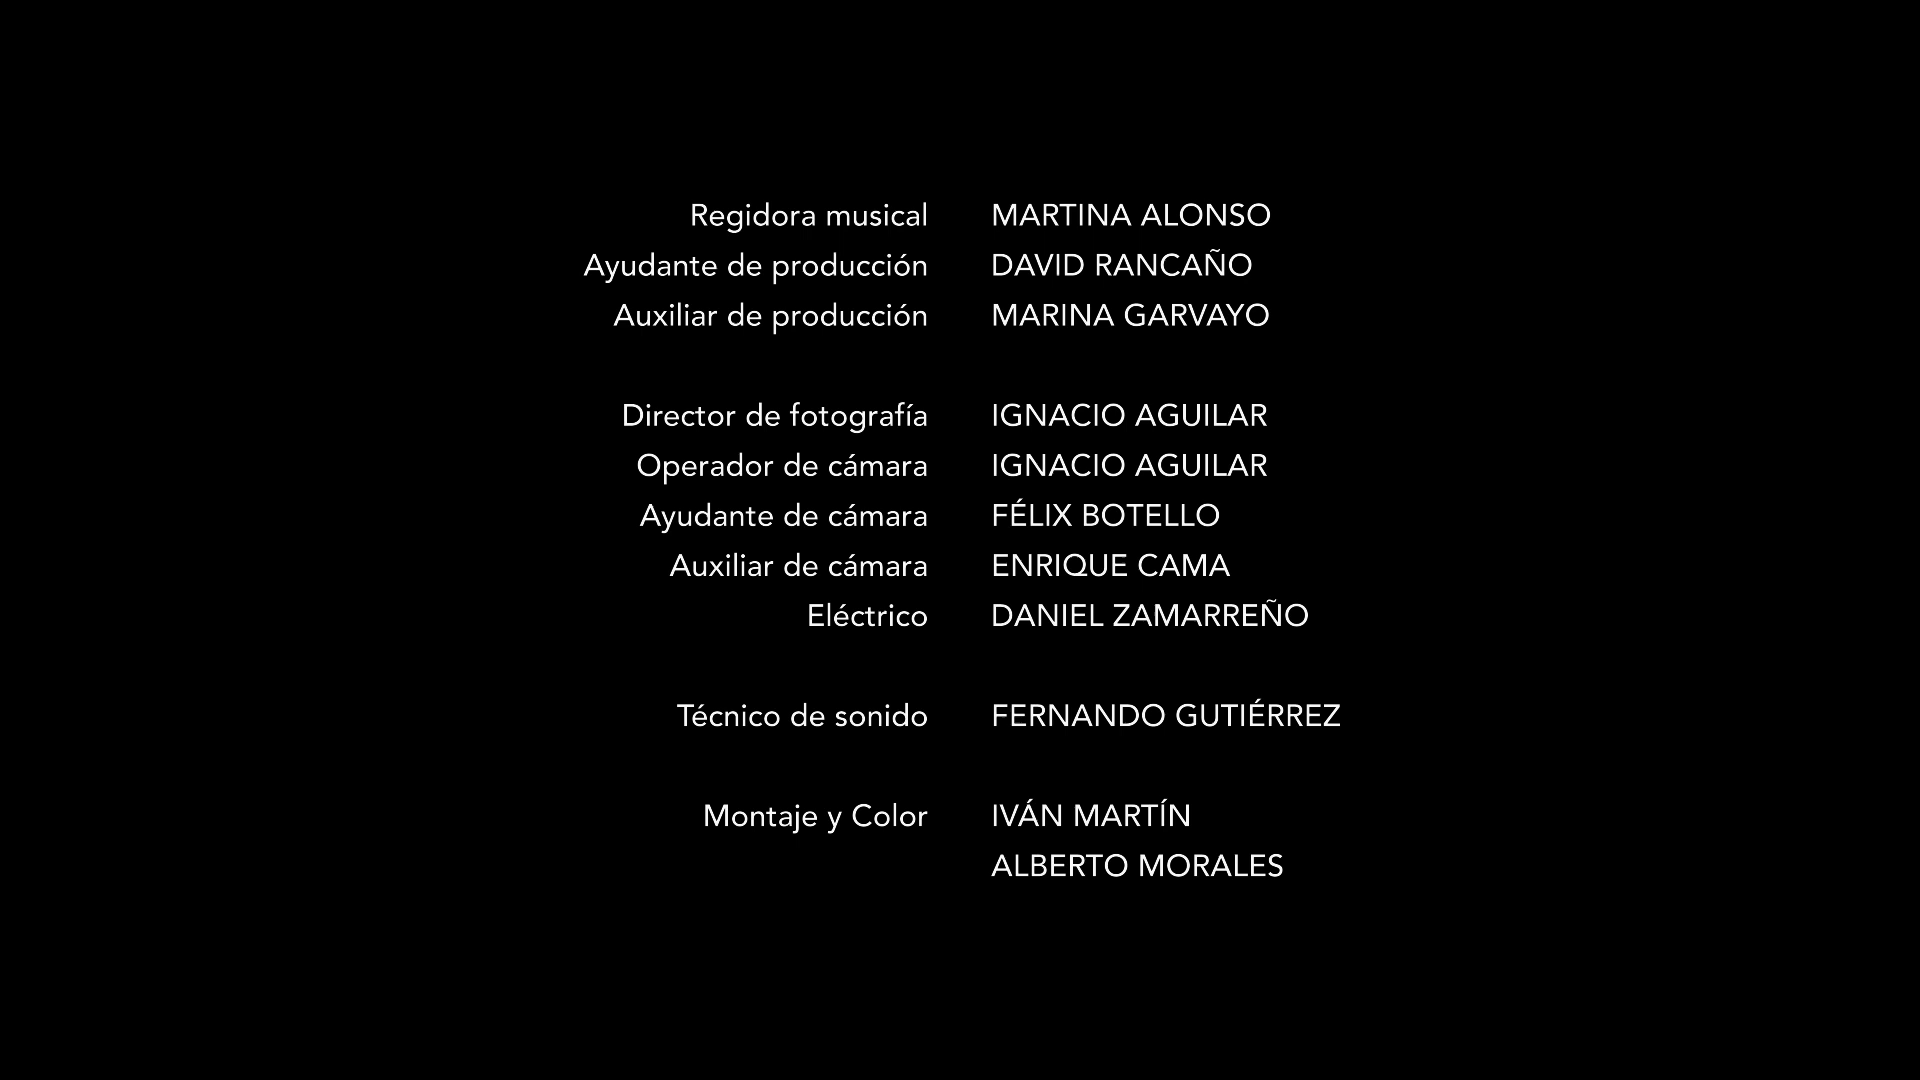 Regidora musical MARTINA ALONSO
Ayudante de producción DAVID RANCAÑO
Auxiliar de producción MARINA GARVAYO
Director de fotografía IGNACIO AGUILAR
Operador de cámara IGNACIO AGUILAR
Ayudante de cámara FÉLIX BOTELLO
Auxiliar de cámara ENRIQUE CAMA
Eléctrico DANIEL ZAMARREÑO
Técnico de sonido FERNANDO GUTIÉRREZ
Montaje y Color IVÁN MARTÍN
ALBERTO MORALES